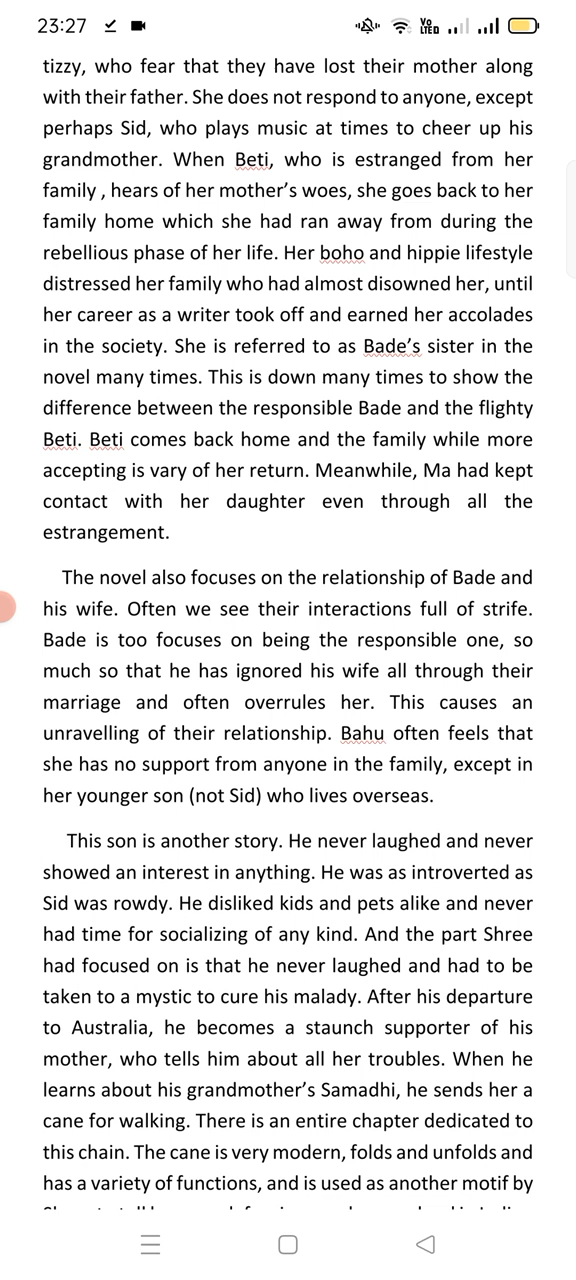 23:27
Vo
LTED
tizzy, who fear that they have lost their mother along
with their father. She does not respond to anyone, except
perhaps Sid, who plays music at times to cheer up his
grandmother. When Beti, who is estranged from her
family , hears of her mother's woes, she goes back to her
family home which she had ran away from during the
rebellious phase of her life. Her boho and hippie lifestyle
distressed her family who had almost disowned her, until
her career as a writer took off and earned her accolades
in the society. She is referred to as Bade's sister in the
novel many times. This is down many times to show the
difference between the responsible Bade and the flighty
Beti. Beti comes back home and the family while more
accepting is vary of her return. Meanwhile, Ma had kept
contact with her daughter even through all the
estrangement.
The novel also focuses on the relationship of Bade and
his wife. Often we see their interactions full of strife.
Bade is too focuses on being the responsible one, so
much so that he has ignored his wife all through their
marriage and often overrules her. This causes an
unravelling of their relationship. Bahu often feels that
she has no support from anyone in the family, except in
her younger son (not Sid) who lives overseas.
This son is another story. He never laughed and never
showed an interest in anything. He was as introverted as
Sid was rowdy. He disliked kids and pets alike and never
had time for socializing of any kind. And the part Shree
had focused on is that he never laughed and had to be
taken to a mystic to cure his malady. After his departure
to Australia, he becomes a staunch supporter of his
mother, who tells him about all her troubles. When he
learns about his grandmother's Samadhi, he sends her a
cane for walking. There is an entire chapter dedicated to
this chain. The cane is very modern, folds and unfolds and
has a variety of functions, and is used as another motif by